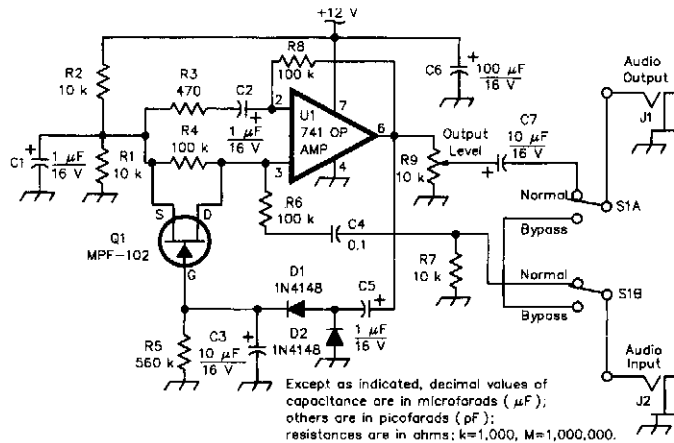 +12 V
R2
10 k
R3
470
C2
1 µF
16 V
R8
100 k
C6
100 µF
16 V
Audio
Output
J1
C1
1 µF
16 V
R1
10 k
R4
100 k
2
3
U1
741 OP
AMP
7
4
6
Output
Level
R9
10 k
C7
10 µF
16 V
Normal
Bypass
S1A
S
D
G
Q1
MPF-102
R6
100 k
C4
0.1
R7
10 k
Normal
Bypass
S1B
D1
1N4148
C5
1 µF
16 V
D2
1N4148
R5
560 k
C3
10 µF
16 V
Audio
Input
J2
Except as indicated, decimal values of
capacitance are in microfarads ( µF);
others are in picofarads ( pF);
resistances are in ohms; k=1,000, M=1,000,000.